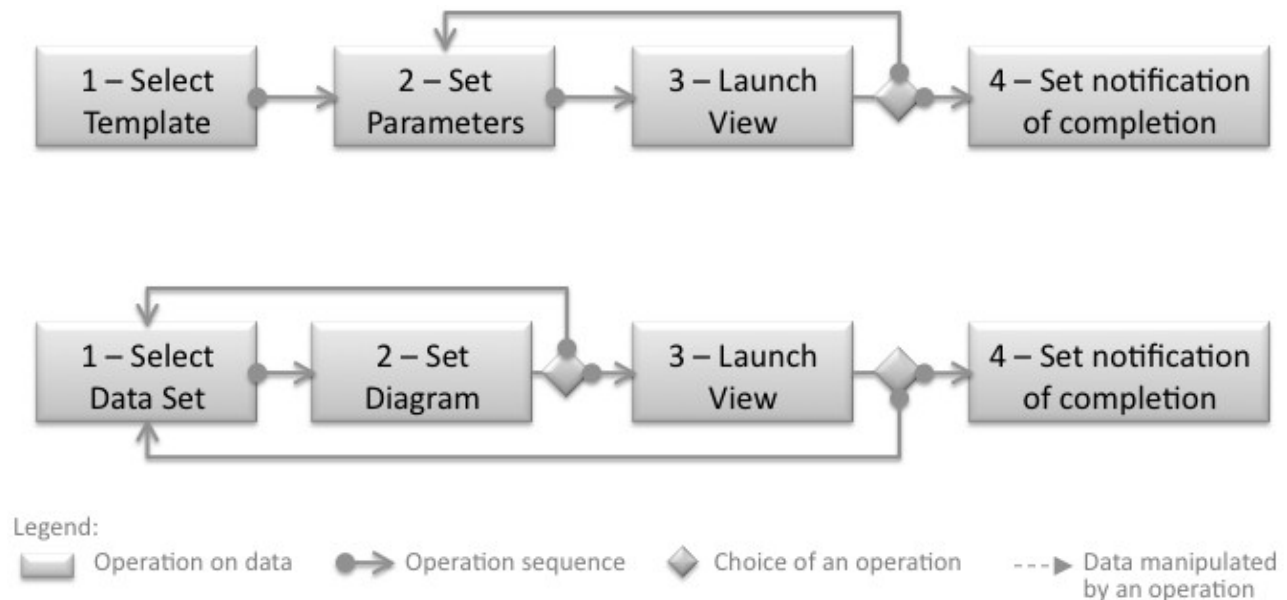 1 – Select
Template
2 – Set
Parameters
3 – Launch
View
4 – Set notification
of completion
1 – Select
Data Set
2 – Set
Diagram
3 – Launch
View
4 – Set notification
of completion
Legend:
Operation on data
Operation sequence
Choice of an operation
Data manipulated
by an operation